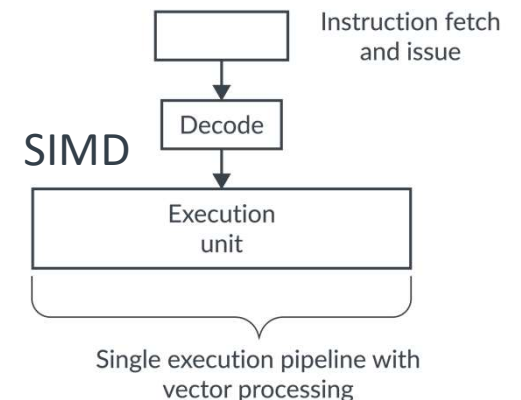 Instruction fetch
and issue
Decode
SIMD
Execution
unit
Single execution pipeline with
vector processing